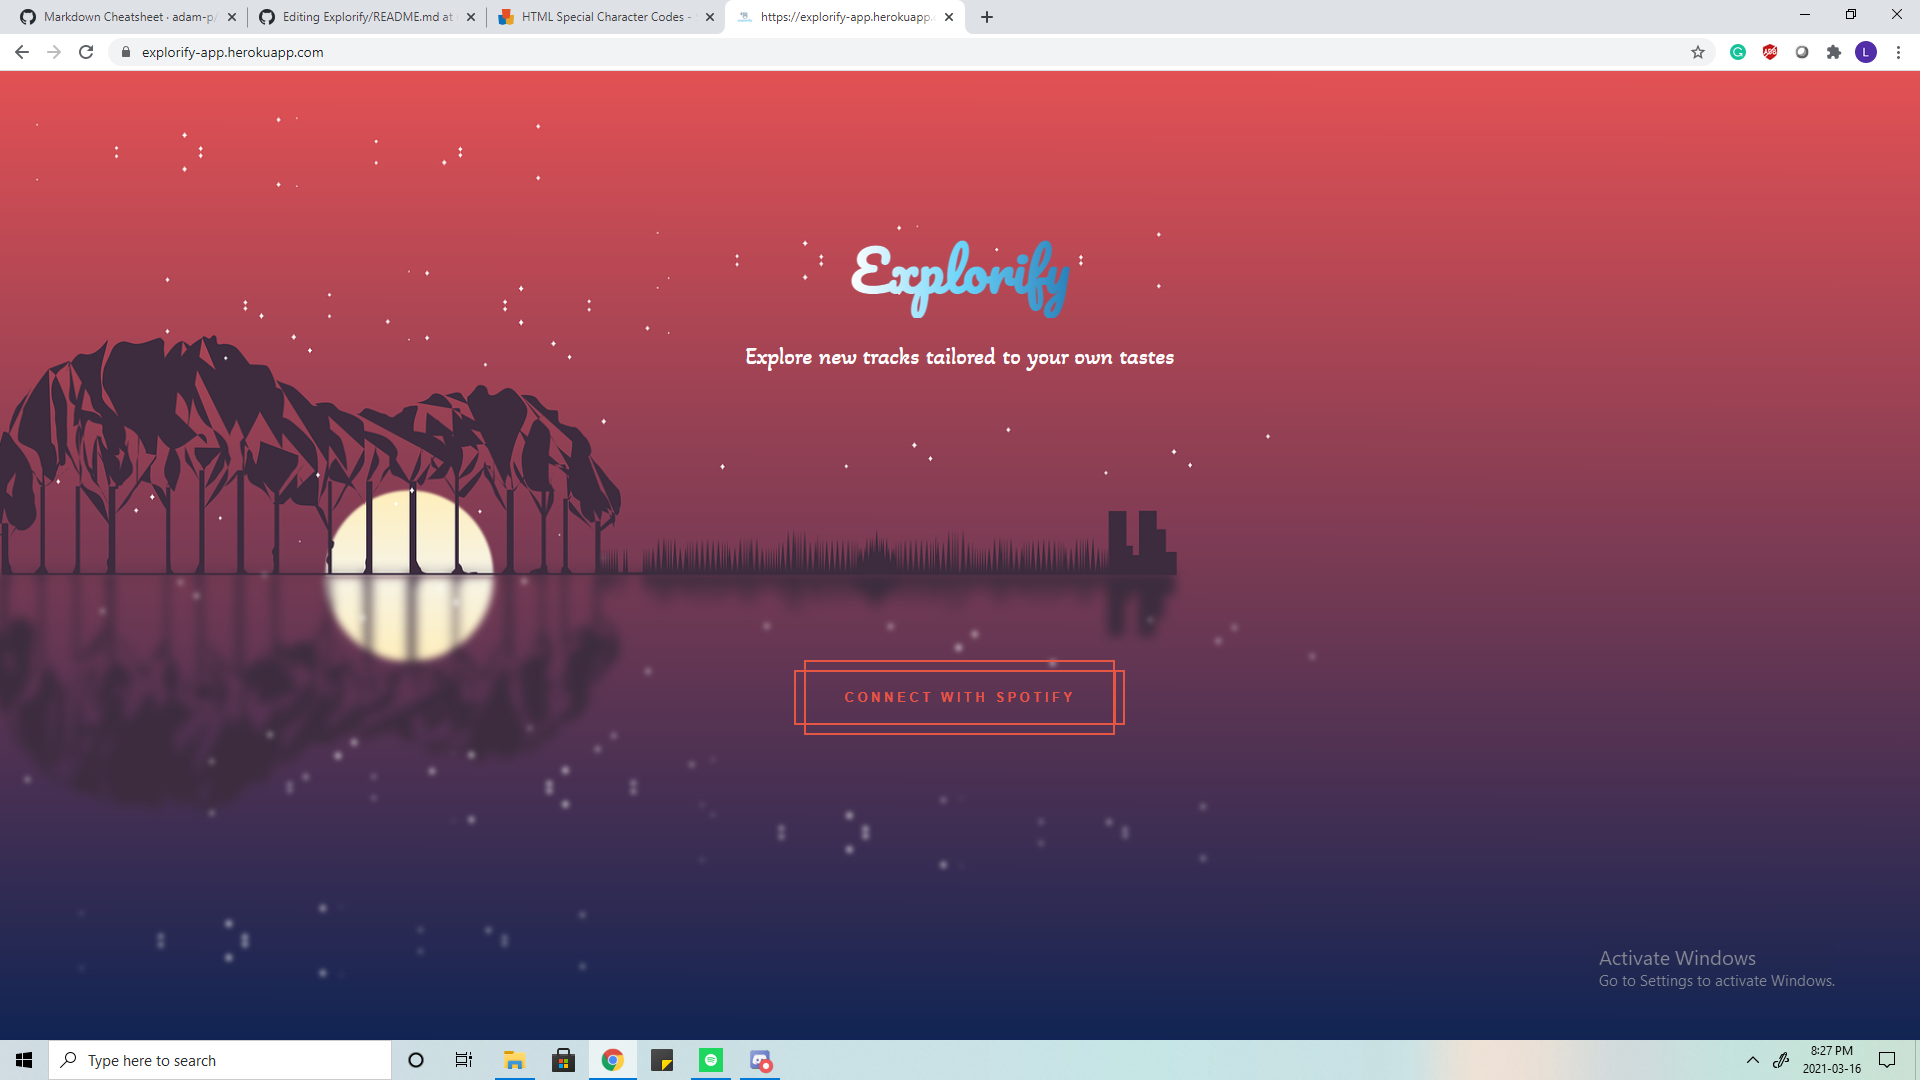 Markdown Cheatsheet · adam-p/
Editing Explorify/README.md at
HTML Special Character Codes -
https://explorify-app.herokuapp.c
explorify-app.herokuapp.com
L
Explorify
Explore new tracks tailored to your own tastes
CONNECT WITH SPOTIFY
Activate Windows
Go to Settings to activate Windows.
Type here to search
8:27 PM
2021-03-16